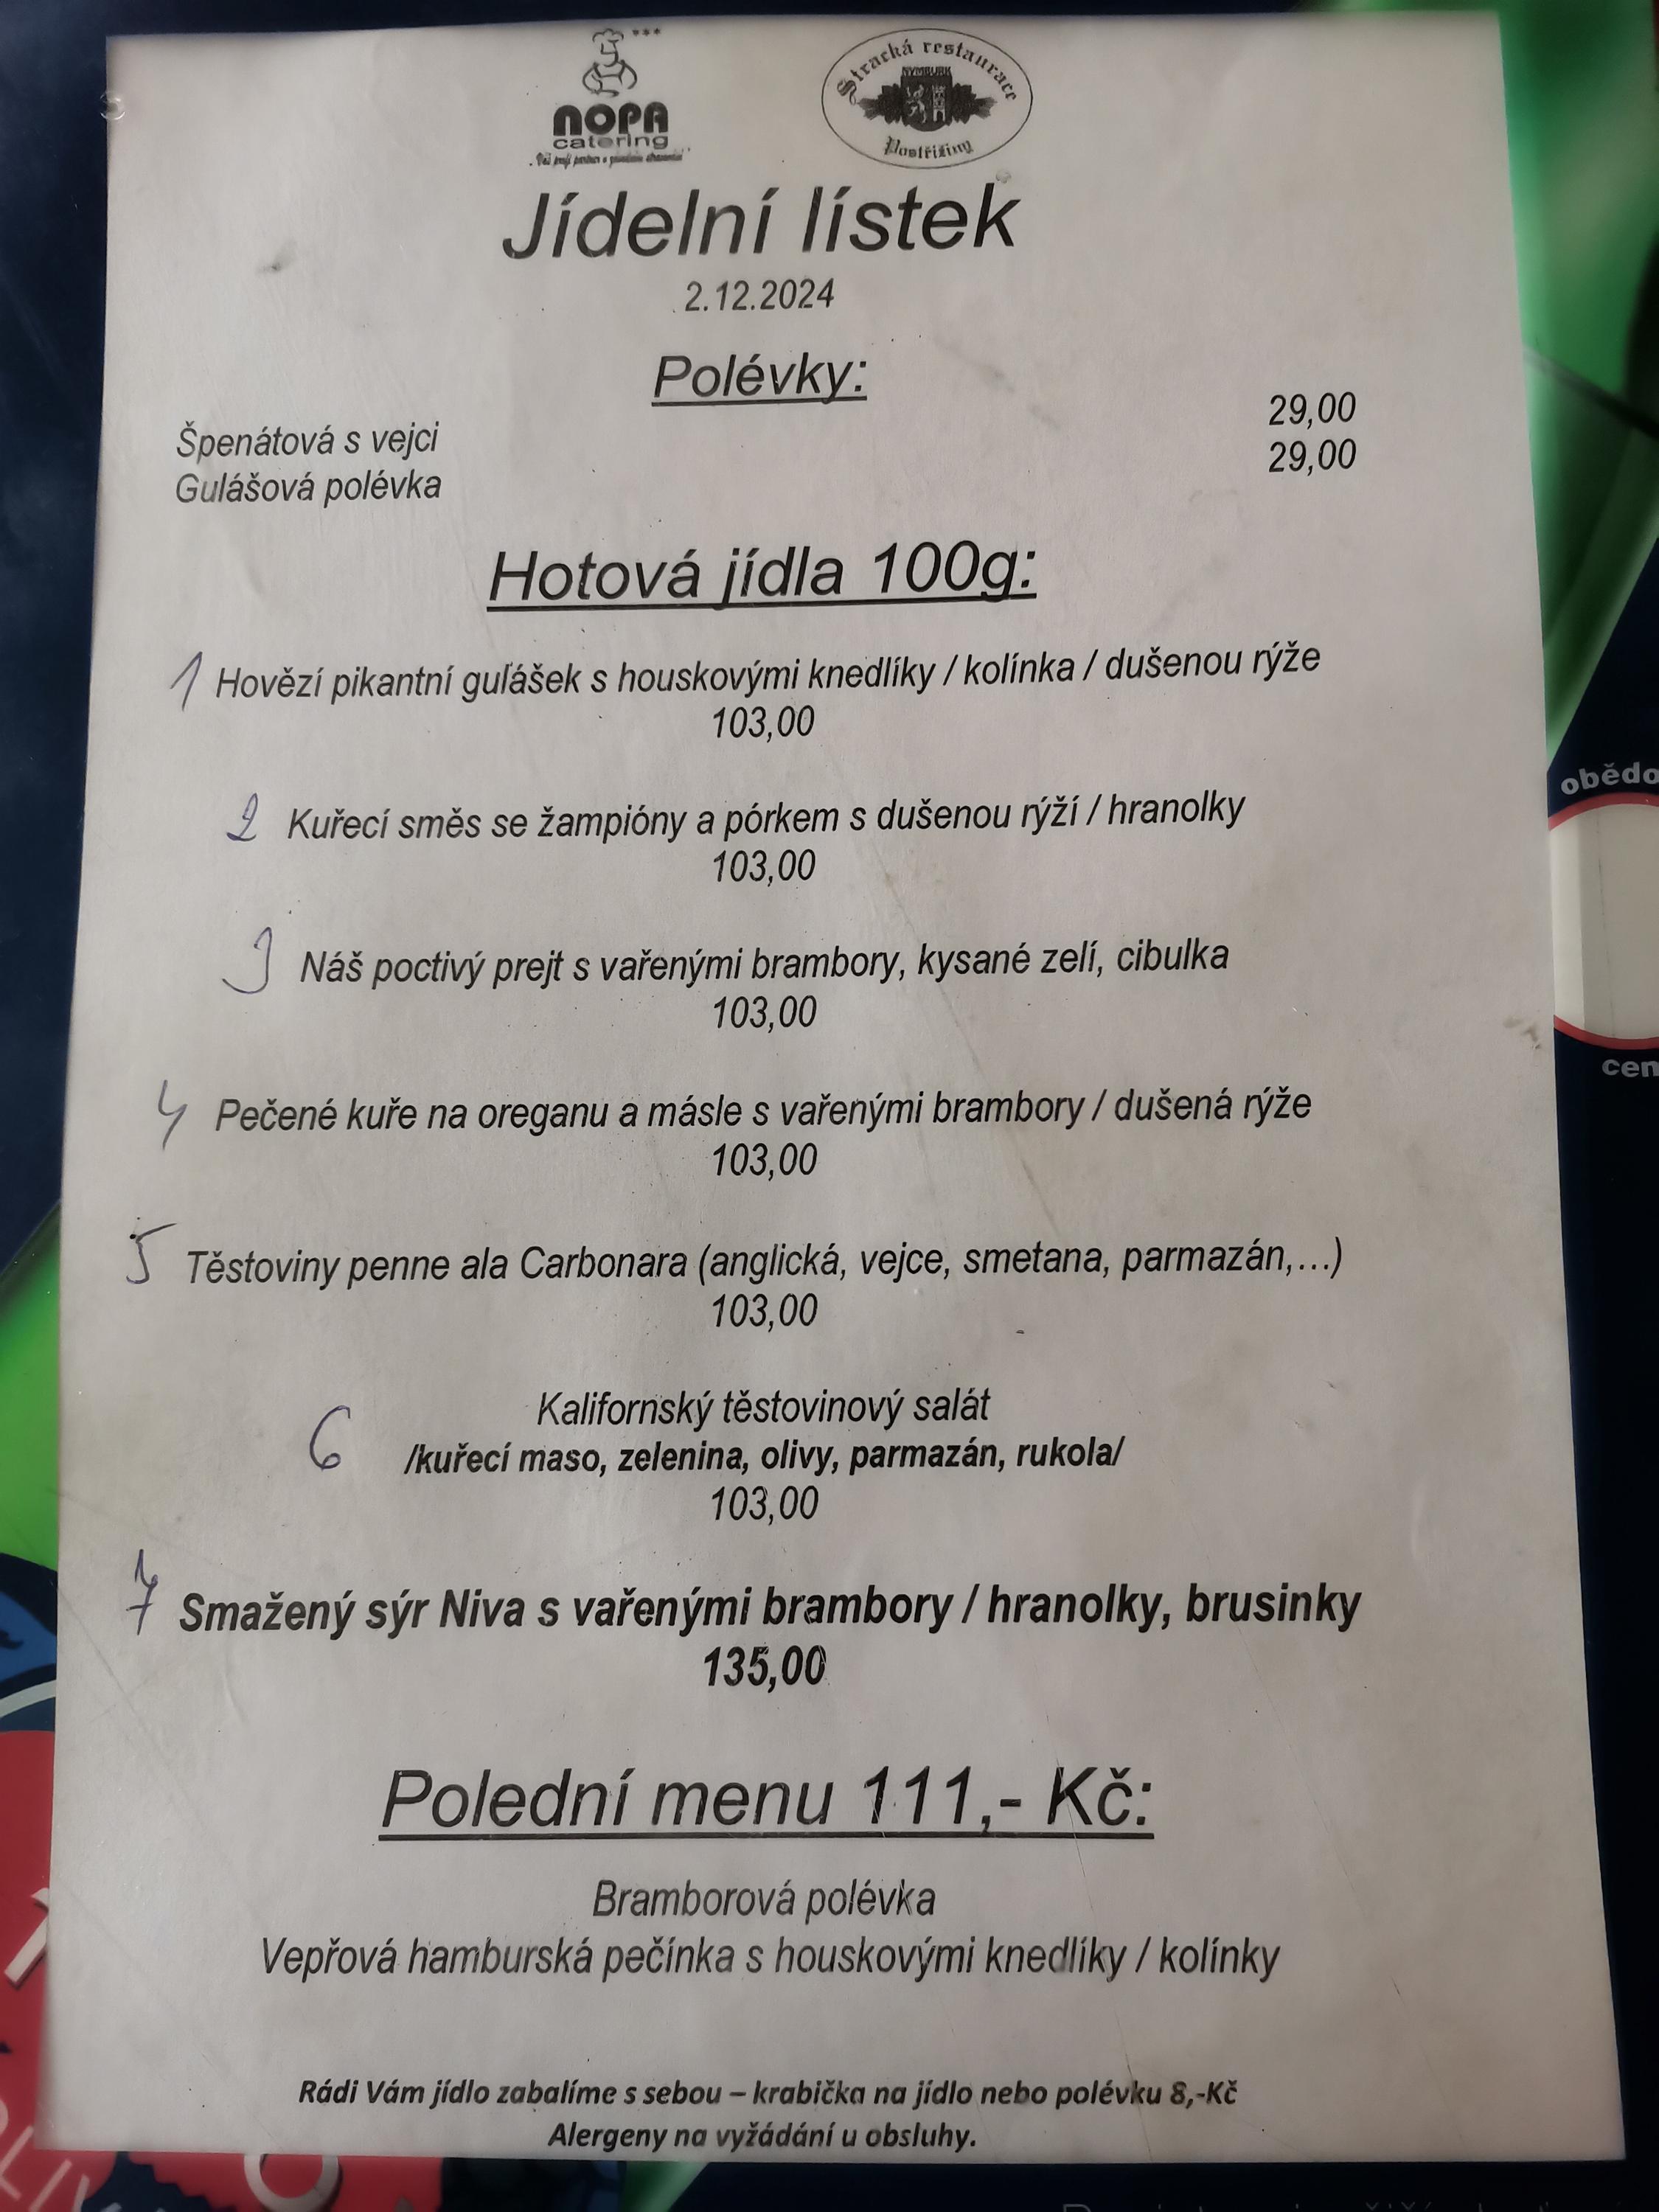 ***
NOPA
catering
Stracká restaurace
NYMBURK
Postřižiny
Jídelní lístek
2.12.2024
Polévky:
Špenátová s vejci 29,00
Gulášová polévka 29,00
Hotová jídla 100g:
1 Hovězí pikantní gulášek s houskovými knedlíky / kolínka / dušenou rýže
103,00
2 Kuřecí směs se žampióny a pórkem s dušenou rýží / hranolky
103,00
3 Náš poctivý prejt s vařenými brambory, kysané zelí, cibulka
103,00
4 Pečené kuře na oreganu a másle s vařenými brambory / dušená rýže
103,00
5 Těstoviny penne ala Carbonara (anglická, vejce, smetana, parmazán,...)
103,00
Kalifornský těstovinový salát
6 /kuřecí maso, zelenina, olivy, parmazán, rukola/
103,00
7 Smažený sýr Niva s vařenými brambory / hranolky, brusinky
135,00
Polední menu 111,- Kč:
Bramborová polévka
Vepřová hamburská pečínka s houskovými knedlíky / kolínky
Rádi Vám jídlo zabalíme s sebou – krabička na jídlo nebo polévku 8,-Kč
Alergeny na vyžádání u obsluhy.
obědo
cen